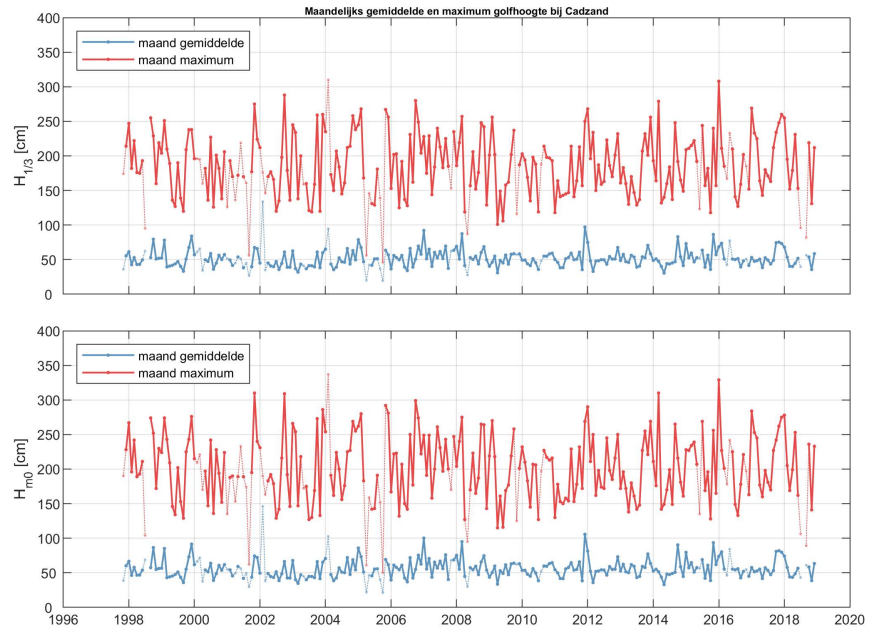 Maandelijks gemiddelde en maximum golfhoogte bij Cadzand
400
350
300
250
200
150
100
50
0
H1/3 [cm]
maand gemiddelde
maand maximum
400
350
300
250
200
150
100
50
0
Hm0 [cm]
maand gemiddelde
maand maximum
1996 1998 2000 2002 2004 2006 2008 2010 2012 2014 2016 2018 2020